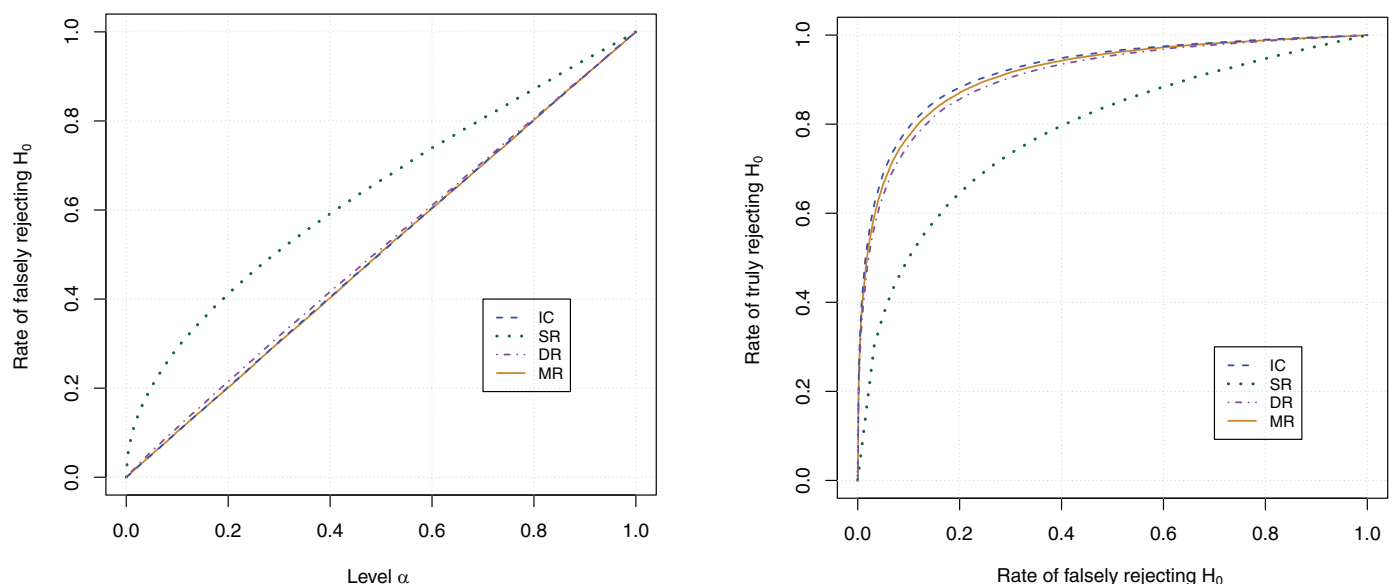 Rate of falsely rejecting H₀
1.0
0.8
0.6
0.4
0.2
0.0
IC
SR
DR
MR
0.0 0.2 0.4 0.6 0.8 1.0
Level α
Rate of truly rejecting H₀
1.0
0.8
0.6
0.4
0.2
0.0
IC
SR
DR
MR
0.0 0.2 0.4 0.6 0.8 1.0
Rate of falsely rejecting H₀